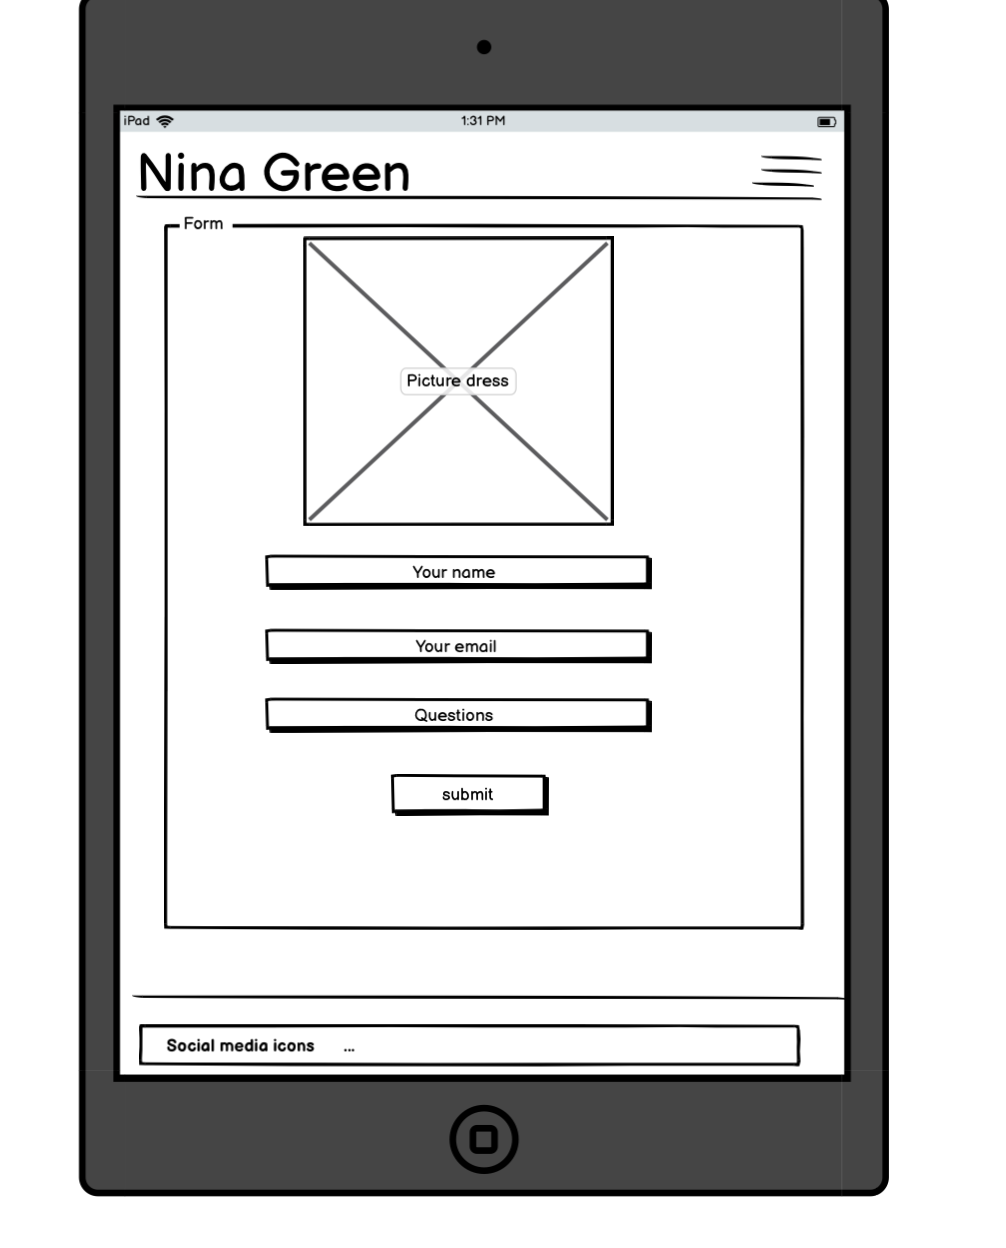 iPad 1:31 PM
Nina Green
Form
Picture dress
Your name
Your email
Questions
submit
Social media icons ...